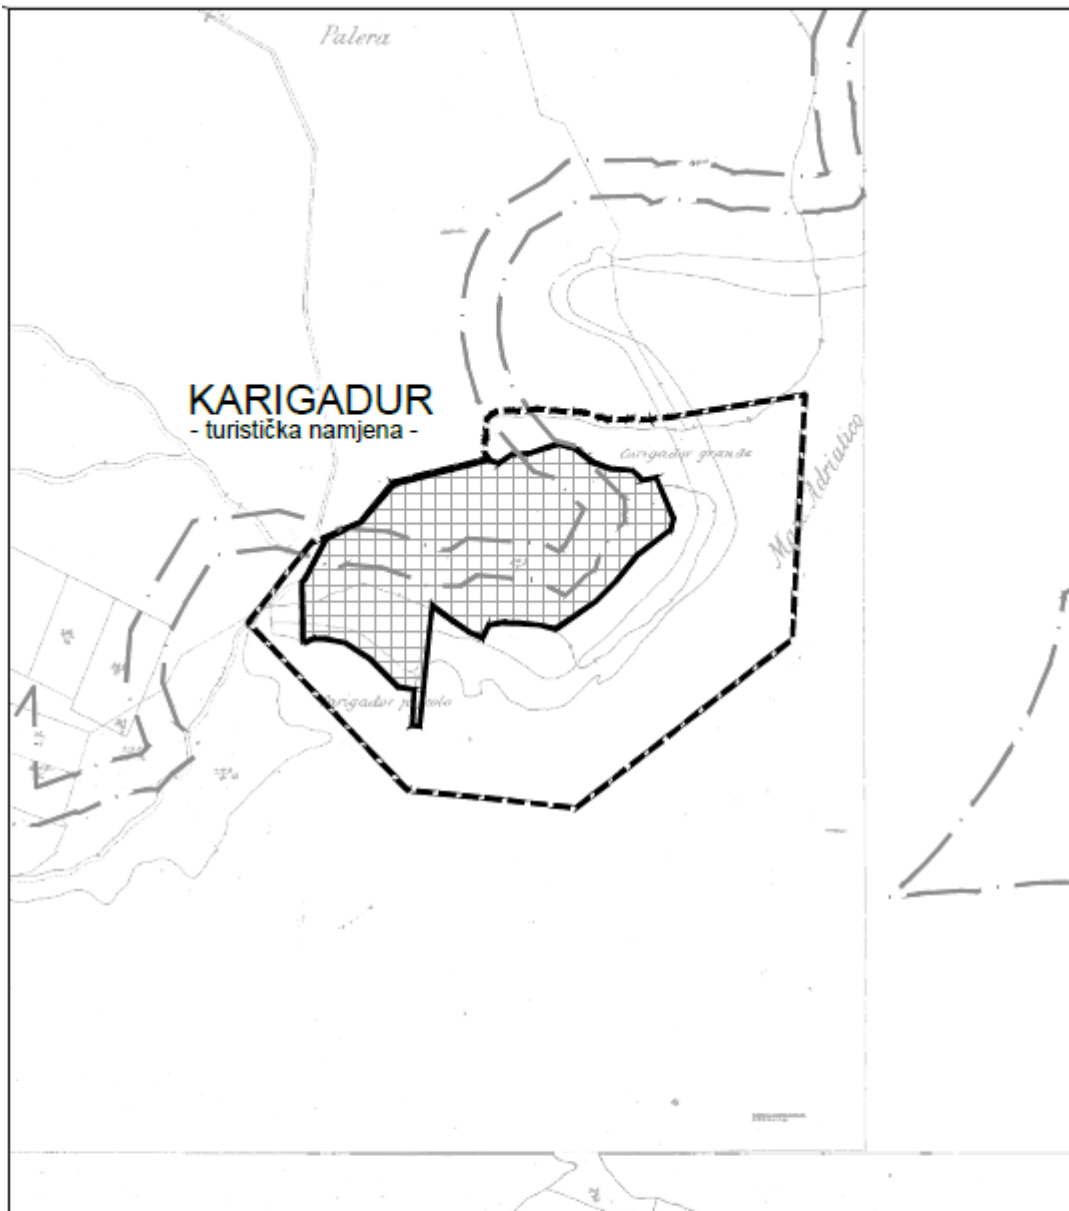 Palera
KARIGADUR
- turistička namjena -
Carigador grande
Mare Adriatico
Carigador piccolo